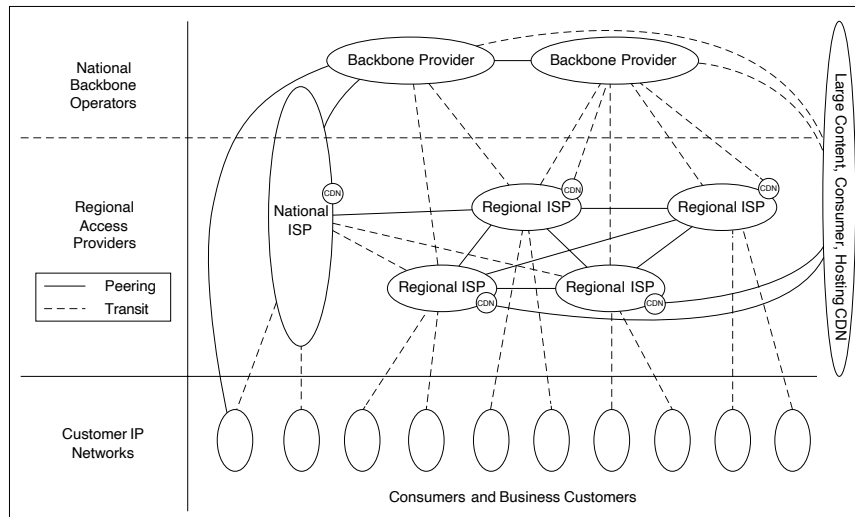 National
Backbone
Operators
Backbone Provider
Backbone Provider
Large Content, Consumer, Hosting CDN
Regional
Access
Providers
CDN
National
ISP
CDN
Regional ISP
CDN
Regional ISP
Regional ISP
CDN
Regional ISP
CDN
Peering
Transit
Customer IP
Networks
Consumers and Business Customers